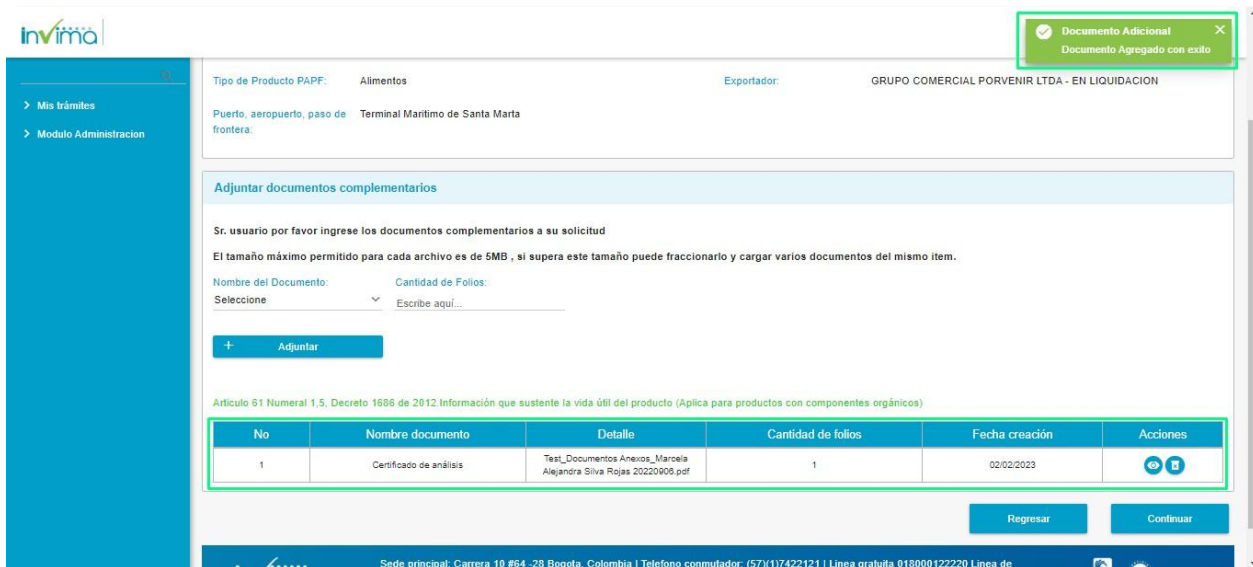 invima
Documento Adicional
Documento Agregado con exito
Mis trámites
Modulo Administracion
Tipo de Producto PAPF: Alimentos Exportador: GRUPO COMERCIAL PORVENIR LTDA - EN LIQUIDACION
Puerto, aeropuerto, paso de frontera: Terminal Maritimo de Santa Marta
Adjuntar documentos complementarios
Sr. usuario por favor ingrese los documentos complementarios a su solicitud
El tamaño máximo permitido para cada archivo es de 5MB , si supera este tamaño puede fraccionarlo y cargar varios documentos del mismo item.
Nombre del Documento: Cantidad de Folios:
Seleccione Escribe aquí...
+ Adjuntar
Articulo 61 Numeral 1,5, Decreto 1686 de 2012.Información que sustente la vida útil del producto (Aplica para productos con componentes orgánicos)
No Nombre documento Detalle Cantidad de folios Fecha creación Acciones
1 Certificado de análisis Test_Documentos Anexos_Marcela Alejandra Silva Rojas 20220906.pdf 1 02/02/2023
Regresar Continuar
Sede principal: Carrera 10 #64 -28 Bogota, Colombia | Telefono conmutador: (57)(1)7422121 | Linea gratuita 018000122220 Linea de